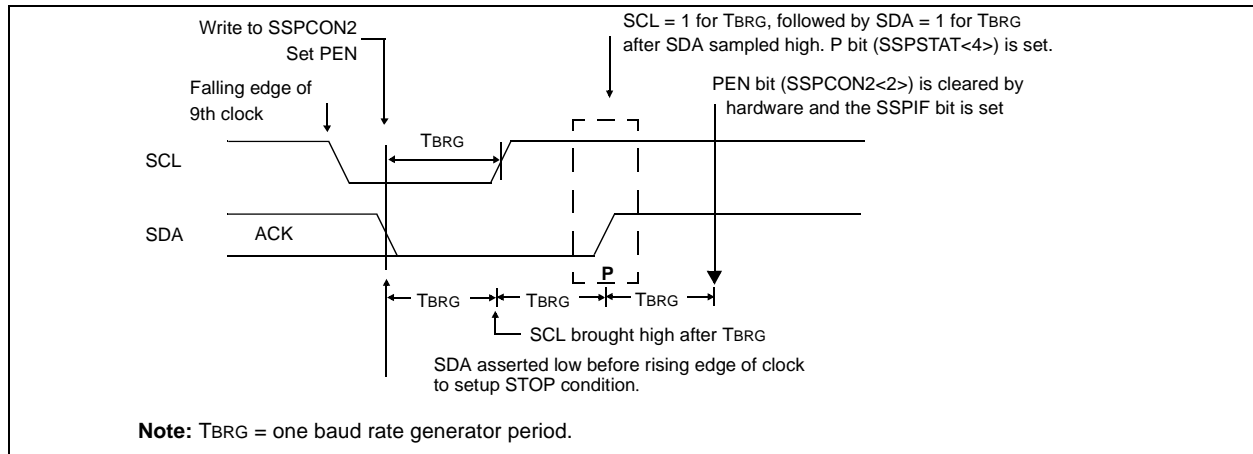 Write to SSPCON2
Set PEN
SCL = 1 for TBRG, followed by SDA = 1 for TBRG
after SDA sampled high. P bit (SSPSTAT<4>) is set.
Falling edge of
9th clock
PEN bit (SSPCON2<2>) is cleared by
hardware and the SSPIF bit is set
TBRG
SCL
SDA
ACK
P
TBRG
TBRG
TBRG
SCL brought high after TBRG
SDA asserted low before rising edge of clock
to setup STOP condition.
Note: TBRG = one baud rate generator period.